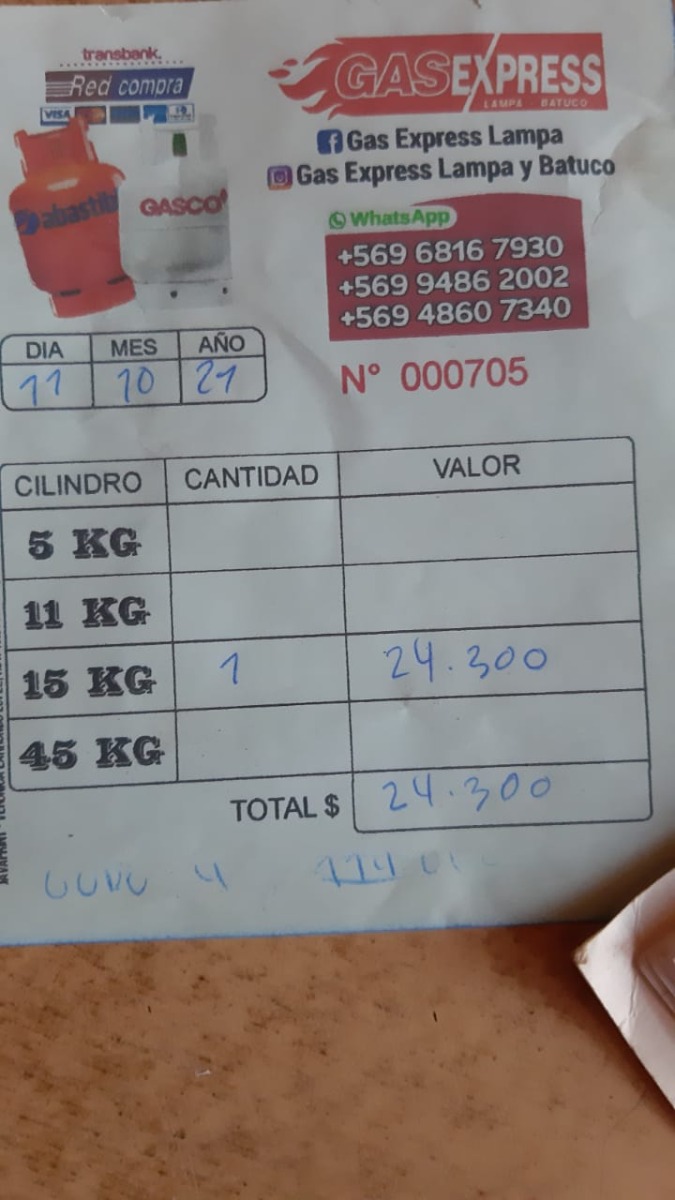 transbank.
Red compra
VISA
GASEXPRESS
LAMPA BATUCO
Gas Express Lampa
Gas Express Lampa y Batuco
abastib
GASCO
WhatsApp
+569 6816 7930
+569 9486 2002
+569 4860 7340
DIA MES AÑO
11 10 21
N° 000705
CILINDRO CANTIDAD VALOR
5 KG
11 KG
15 KG 1 24.300
45 KG
TOTAL $ 24.300